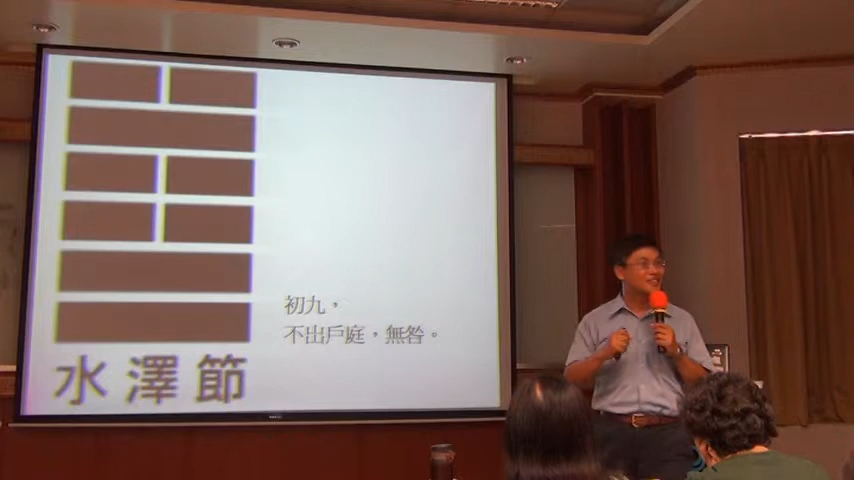 初九，
不出戶庭，無咎。
水澤節